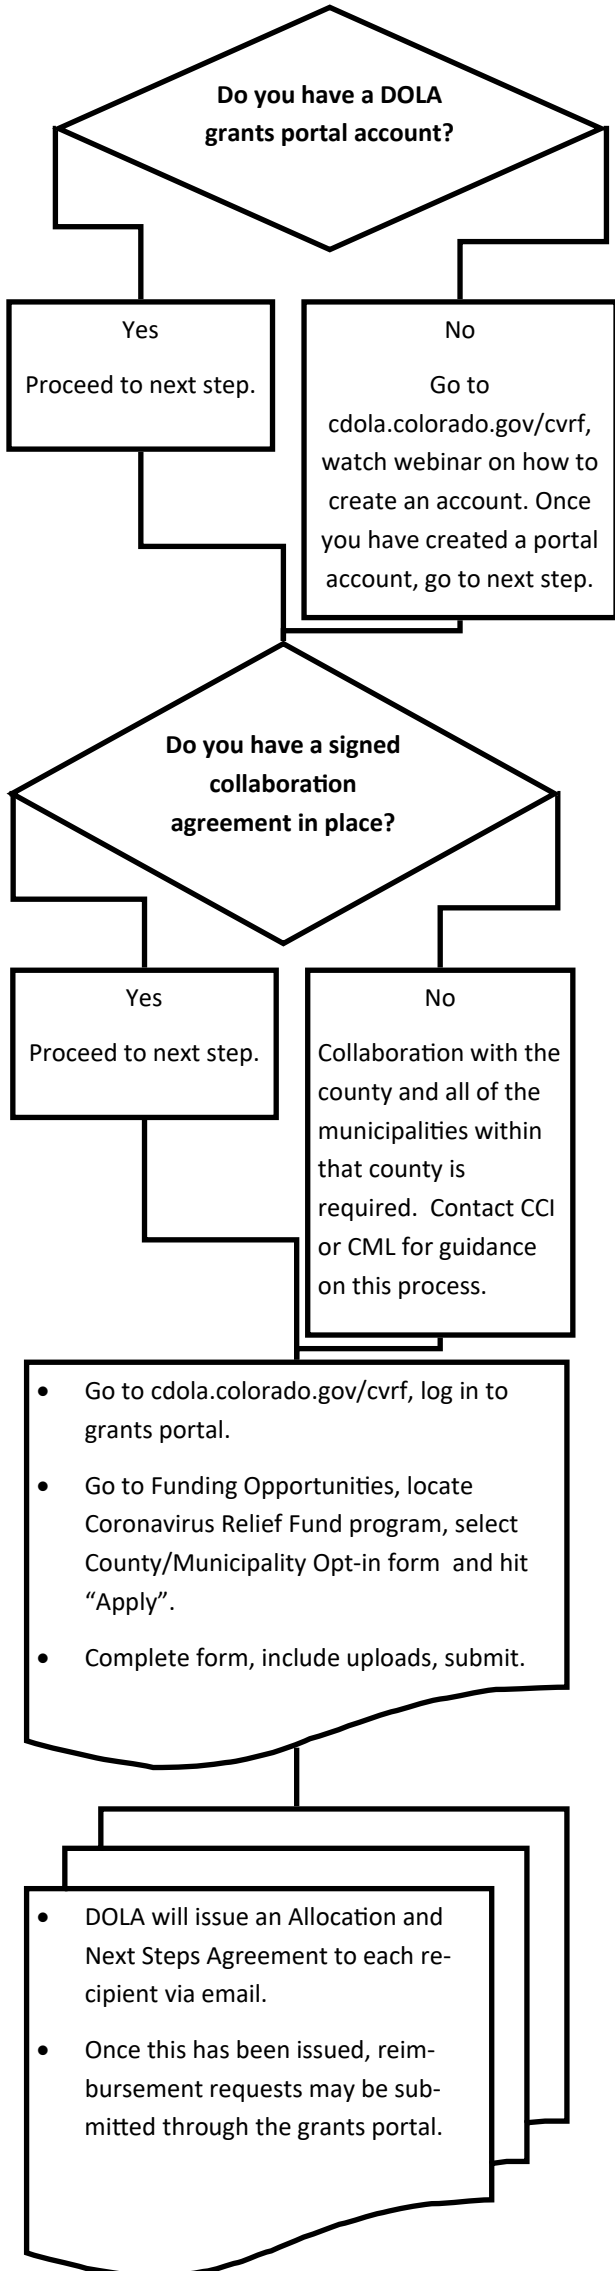 Do you have a DOLA
grants portal account?
Yes
Proceed to next step.
No
Go to
cdola.colorado.gov/cvrf,
watch webinar on how to
create an account. Once
you have created a portal
account, go to next step.
Do you have a signed
collaboration
agreement in place?
Yes
Proceed to next step.
No
Collaboration with the
county and all of the
municipalities within
that county is
required.  Contact CCI
or CML for guidance
on this process.
• Go to cdola.colorado.gov/cvrf, log in to
grants portal.
• Go to Funding Opportunities, locate
Coronavirus Relief Fund program, select
County/Municipality Opt-in form  and hit
“Apply”.
• Complete form, include uploads, submit.
• DOLA will issue an Allocation and
Next Steps Agreement to each re-
cipient via email.
• Once this has been issued, reim-
bursement requests may be sub-
mitted through the grants portal.